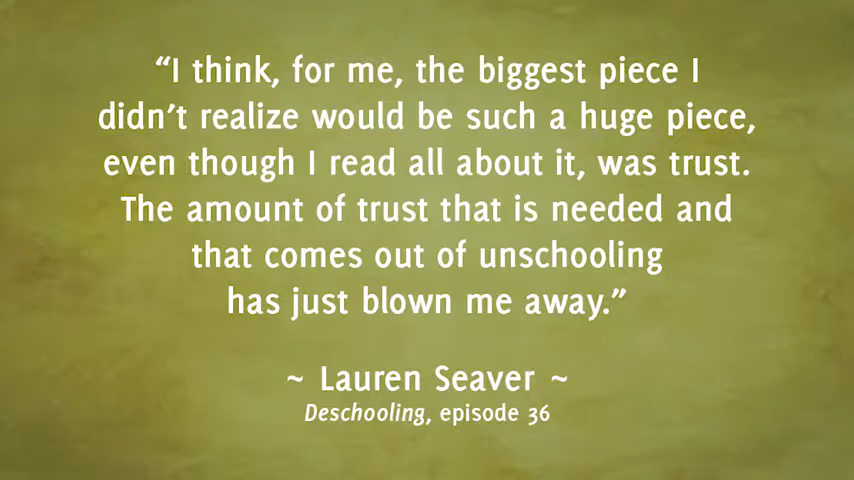 “I think, for me, the biggest piece I
didn’t realize would be such a huge piece,
even though I read all about it, was trust.
The amount of trust that is needed and
that comes out of unschooling
has just blown me away.”
~ Lauren Seaver ~
Deschooling, episode 36